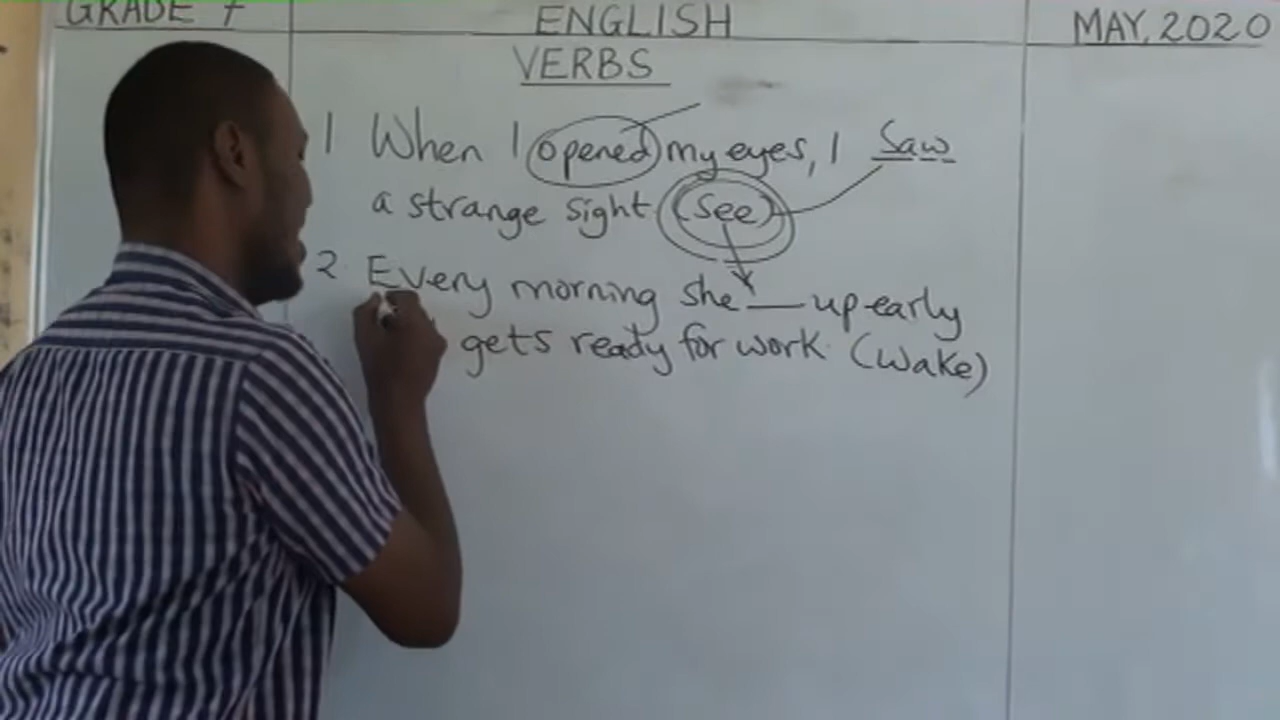 GRADE 7 ENGLISH MAY, 2020
VERBS
1 When I opened my eyes, I Saw
a strange sight (see)
2. Every morning she ___ up early
gets ready for work. (wake)